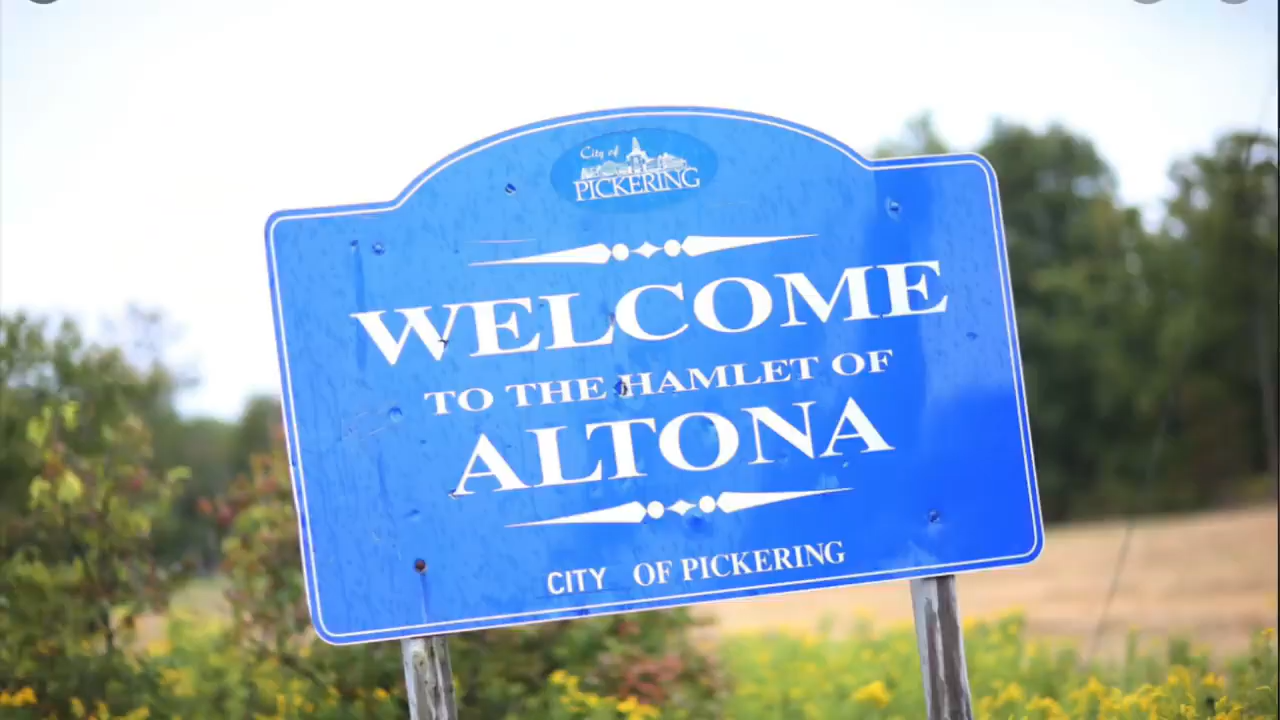 City of
PICKERING
WELCOME
TO THE HAMLET OF
ALTONA
CITY OF PICKERING